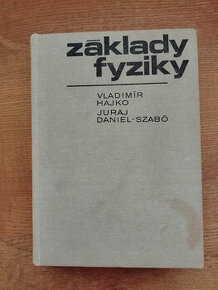 základy
fyziky
VLADIMÍR
HAJKO
JURAJ
DANIEL-SZABÓ